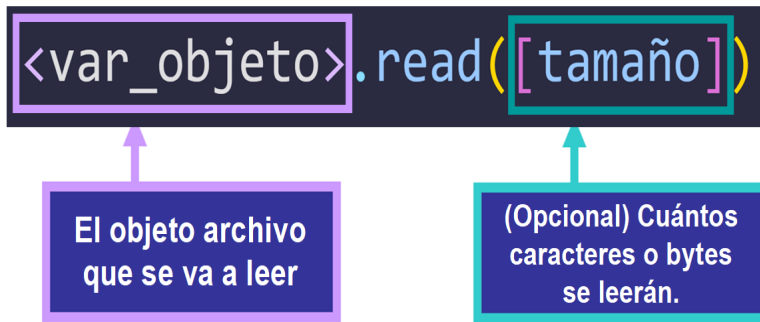 <var_objeto>.read([tamaño])
El objeto archivo
que se va a leer
(Opcional) Cuántos
caracteres o bytes
se leerán.